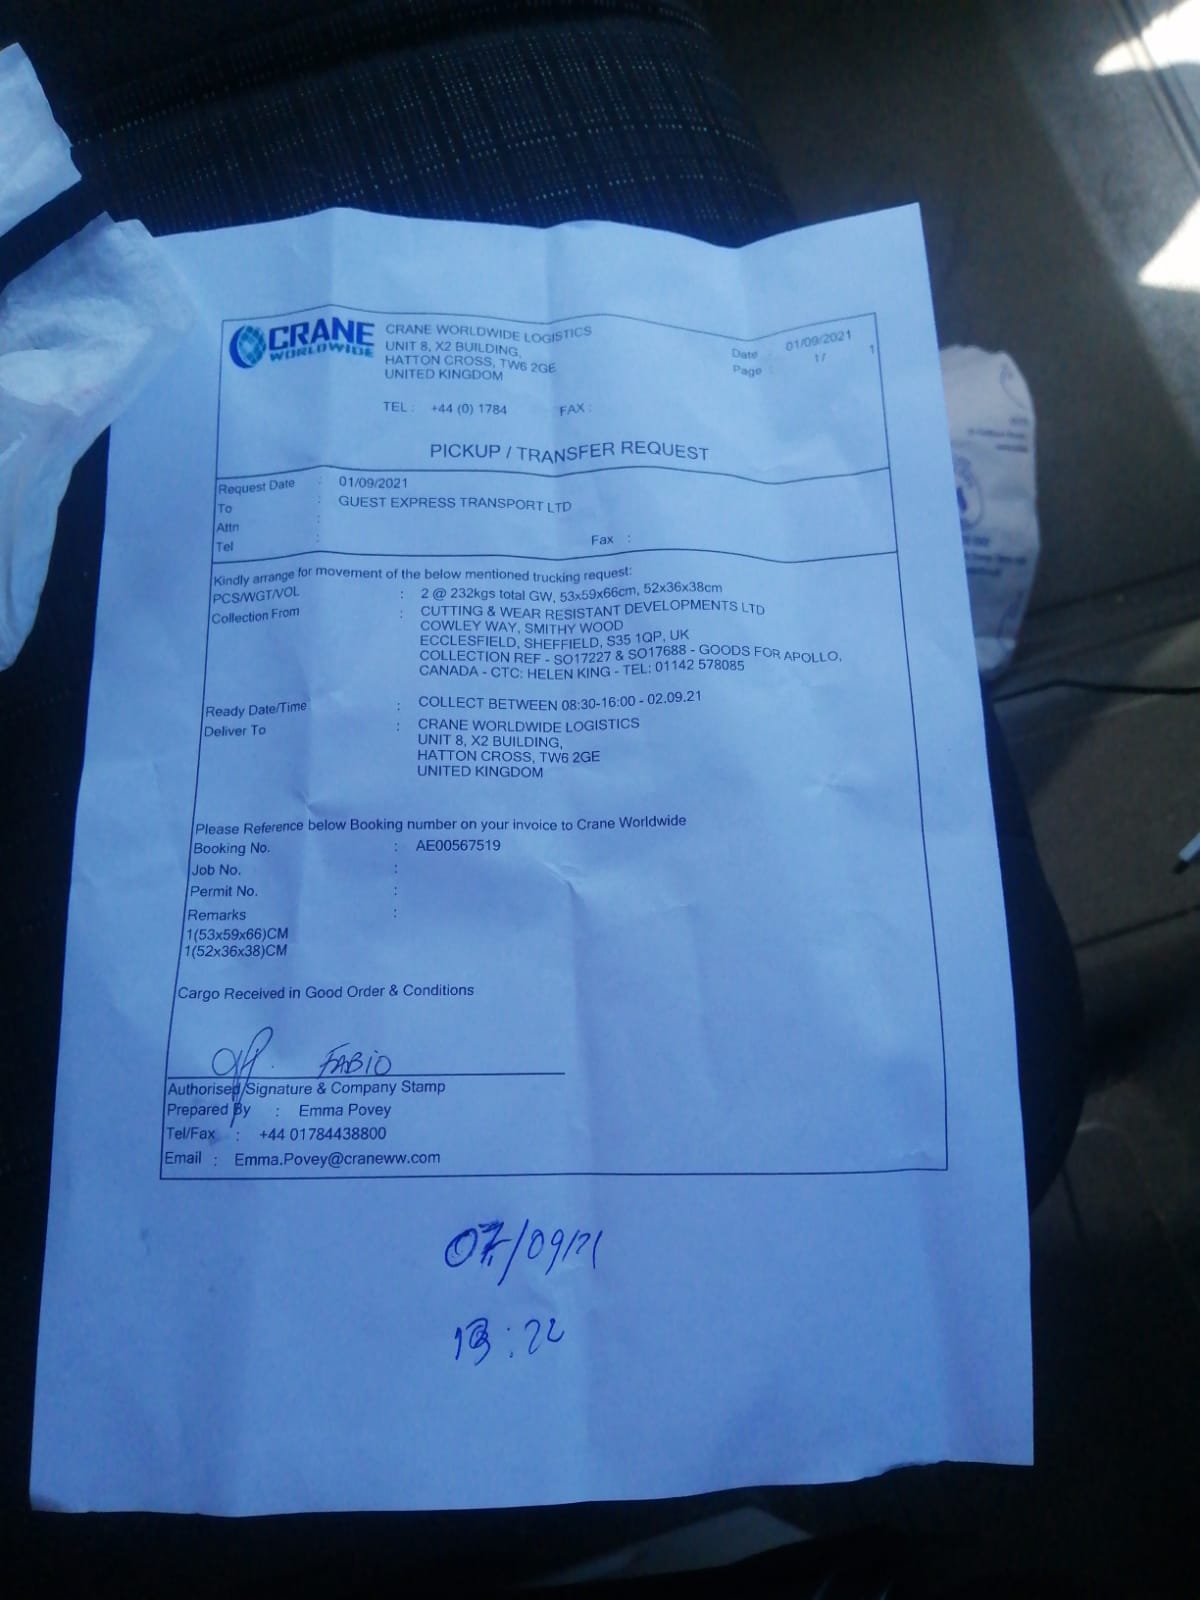 CRANE
WORLDWIDE
CRANE WORLDWIDE LOGISTICS
UNIT 8, X2 BUILDING,
HATTON CROSS, TW6 2GE
UNITED KINGDOM
Date : 01/09/2021
Page : 1/ 1
TEL : +44 (0) 1784 FAX :
PICKUP / TRANSFER REQUEST
Request Date : 01/09/2021
To : GUEST EXPRESS TRANSPORT LTD
Attn :
Tel : Fax :
Kindly arrange for movement of the below mentioned trucking request:
PCS/WGT/VOL : 2 @ 232kgs total GW, 53x59x66cm, 52x36x38cm
Collection From : CUTTING & WEAR RESISTANT DEVELOPMENTS LTD
COWLEY WAY, SMITHY WOOD
ECCLESFIELD, SHEFFIELD, S35 1QP, UK
COLLECTION REF - SO17227 & SO17688 - GOODS FOR APOLLO,
CANADA - CTC: HELEN KING - TEL: 01142 578085
Ready Date/Time : COLLECT BETWEEN 08:30-16:00 - 02.09.21
Deliver To : CRANE WORLDWIDE LOGISTICS
UNIT 8, X2 BUILDING,
HATTON CROSS, TW6 2GE
UNITED KINGDOM
Please Reference below Booking number on your invoice to Crane Worldwide
Booking No. : AE00567519
Job No. :
Permit No. :
Remarks :
1(53x59x66)CM
1(52x36x38)CM
Cargo Received in Good Order & Conditions
FABIO
Authorised Signature & Company Stamp
Prepared By : Emma Povey
Tel/Fax : +44 01784438800
Email : Emma.Povey@craneww.com
07/09/21
13:22